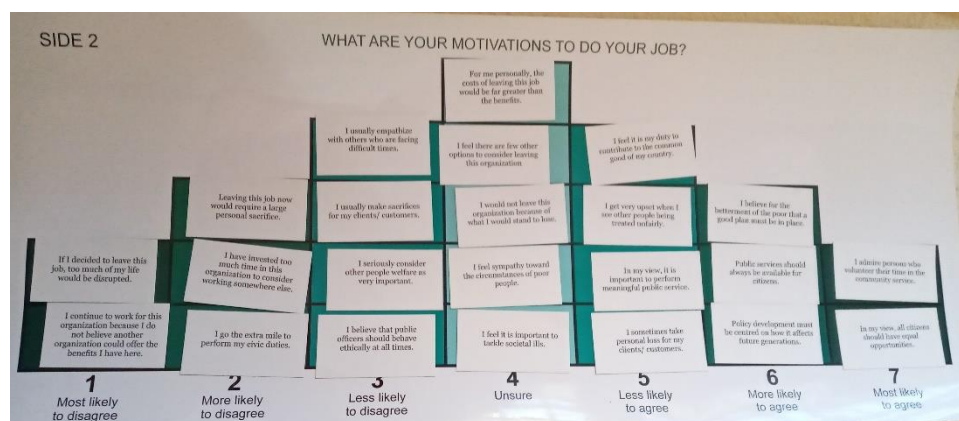 SIDE 2
WHAT ARE YOUR MOTIVATIONS TO DO YOUR JOB?
For me personally, the
costs of leaving this job
would be far greater than
the benefits.
I usually empathize
with others who are facing
difficult times.
I feel there are few other
options to consider leaving
this organization
I feel it is my duty to
contribute to the common
good of my country.
Leaving this job now
would require a large
personal sacrifice.
I usually make sacrifices
for my clients/ customers.
I would not leave this
organization because of
what I would stand to lose.
I get very upset when I
see other people being
treated unfairly.
I believe for the
betterment of the poor that a
good plan must be in place.
If I decided to leave this
job, too much of my life
would be disrupted.
I have invested too
much time in this
organization to consider
working somewhere else.
I seriously consider
other people welfare as
very important.
I feel sympathy toward
the circumstances of poor
people.
In my view, it is
important to perform
meaningful public service.
Public services should
always be available for
citizens.
I admire persons who
volunteer their time in the
community service.
I continue to work for this
organization because I do
not believe another
organization could offer the
benefits I have here.
I go the extra mile to
perform my civic duties.
I believe that public
officers should behave
ethically at all times.
I feel it is important to
tackle societal ills.
I sometimes take
personal loss for my
clients/ customers.
Policy development must
be centred on how it affects
future generations.
In my view, all citizens
should have equal
opportunities.
1
Most likely
to disagree
2
More likely
to disagree
3
Less likely
to disagree
4
Unsure
5
Less likely
to agree
6
More likely
to agree
7
Most likely
to agree